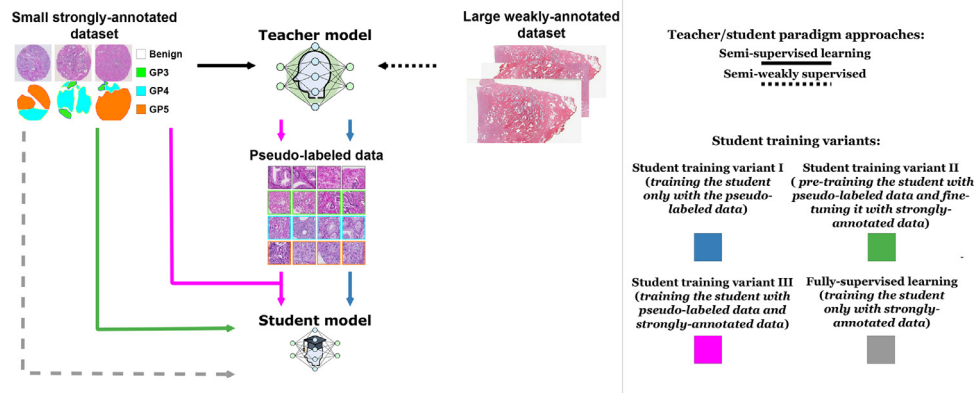 Small strongly-annotated
dataset
Benign
GP3
GP4
GP5
Teacher model
Large weakly-annotated
dataset
Pseudo-labeled data
Student model
Teacher/student paradigm approaches:
Semi-supervised learning
Semi-weakly supervised
Student training variants:
Student training variant I
(training the student
only with the pseudo-
labeled data)
Student training variant II
( pre-training the student with
pseudo-labeled data and fine-
tuning it with strongly-
annotated data)
Student training variant III
(training the student with
pseudo-labeled data and
strongly-annotated data)
Fully-supervised learning
(training the student
only with strongly-
annotated data)